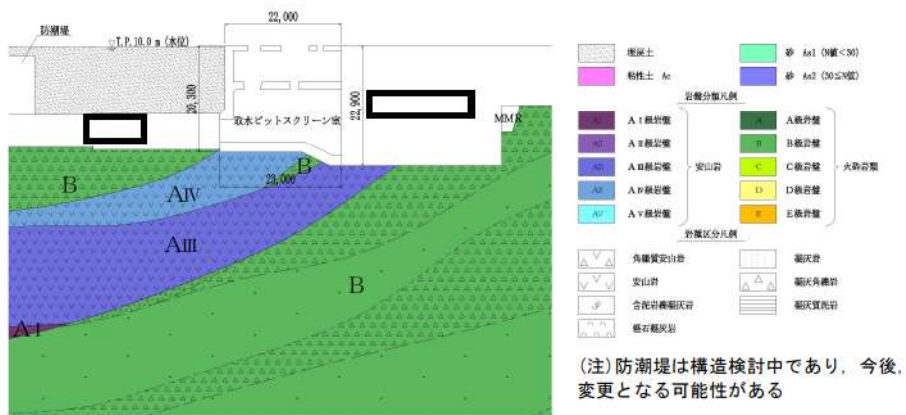 防潮堤
▽T.P.10.0 m (水位)
22,000
20,300
取水ピットスクリーン室
22,900
MMR
23,000
B
AⅣ
B
AⅢ
B
AⅠ
埋戻土
砂 As1 (N値<30)
粘性土 Ac
砂 As2 (30≦N値)
岩盤分類凡例
AⅠ級岩盤
AⅡ級岩盤
AⅢ級岩盤
AⅣ級岩盤
AⅤ級岩盤
安山岩
A A級岩盤
B B級岩盤
C C級岩盤
D D級岩盤
E E級岩盤
火砕岩類
岩種区分凡例
角礫質安山岩
凝灰岩
安山岩
凝灰角礫岩
含泥岩礫凝灰岩
凝灰質泥岩
軽石凝灰岩
(注)防潮堤は構造検討中であり，今後，
変更となる可能性がある